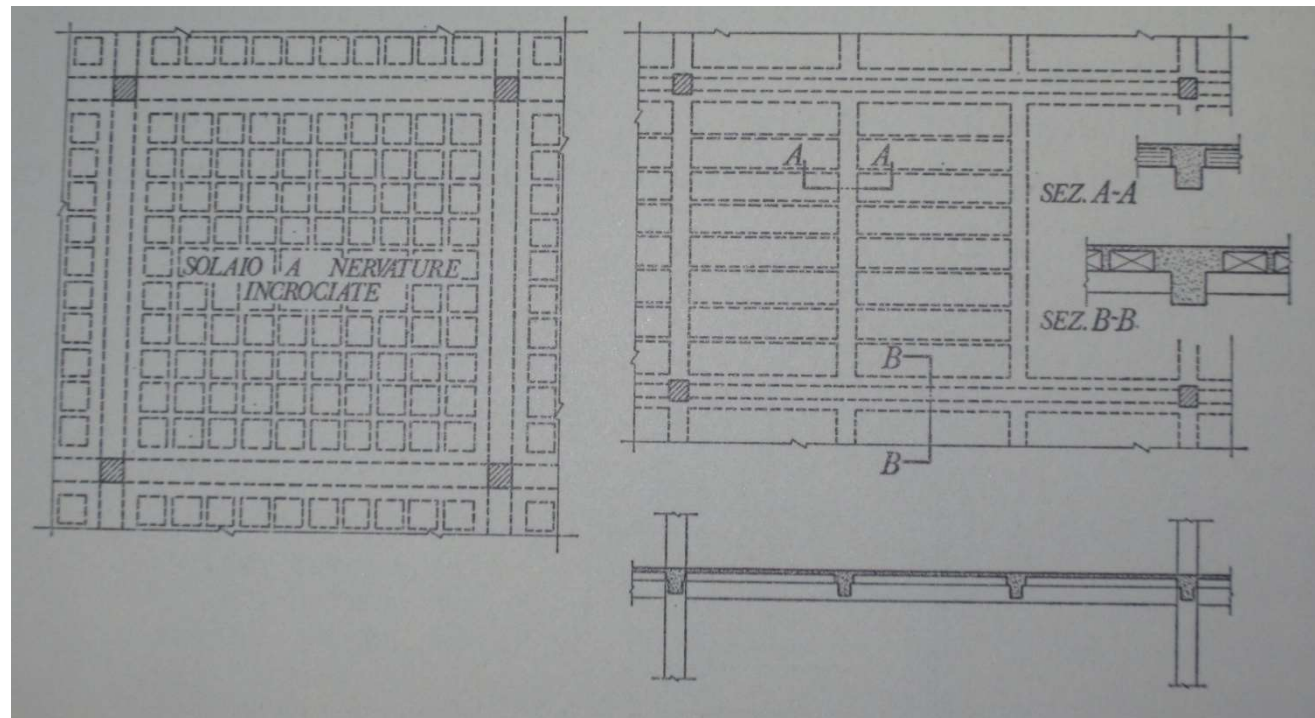 SOLAIO A NERVATURE
INCROCIATE
A
A
SEZ. A-A
SEZ. B-B
B
B